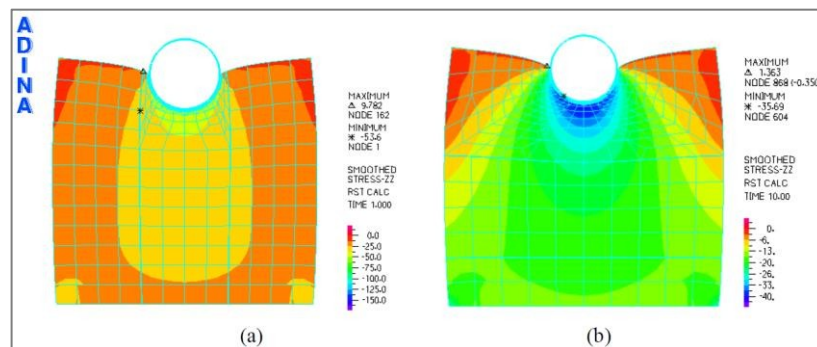 ADINA
MAXIMUM
△ 9.782
NODE 162
MINIMUM
* -53.6
NODE 1
SMOOTHED
STRESS-ZZ
RST CALC
TIME 1.000
0.0
-25.0
-50.0
-75.0
-100.0
-125.0
-150.0
(a)
MAXIMUM
△ 1.363
NODE 868 (-0.350
MINIMUM
* -35.69
NODE 604
SMOOTHED
STRESS-ZZ
RST CALC
TIME 10.00
0.
-6.
-13.
-20.
-26.
-33.
-40.
(b)